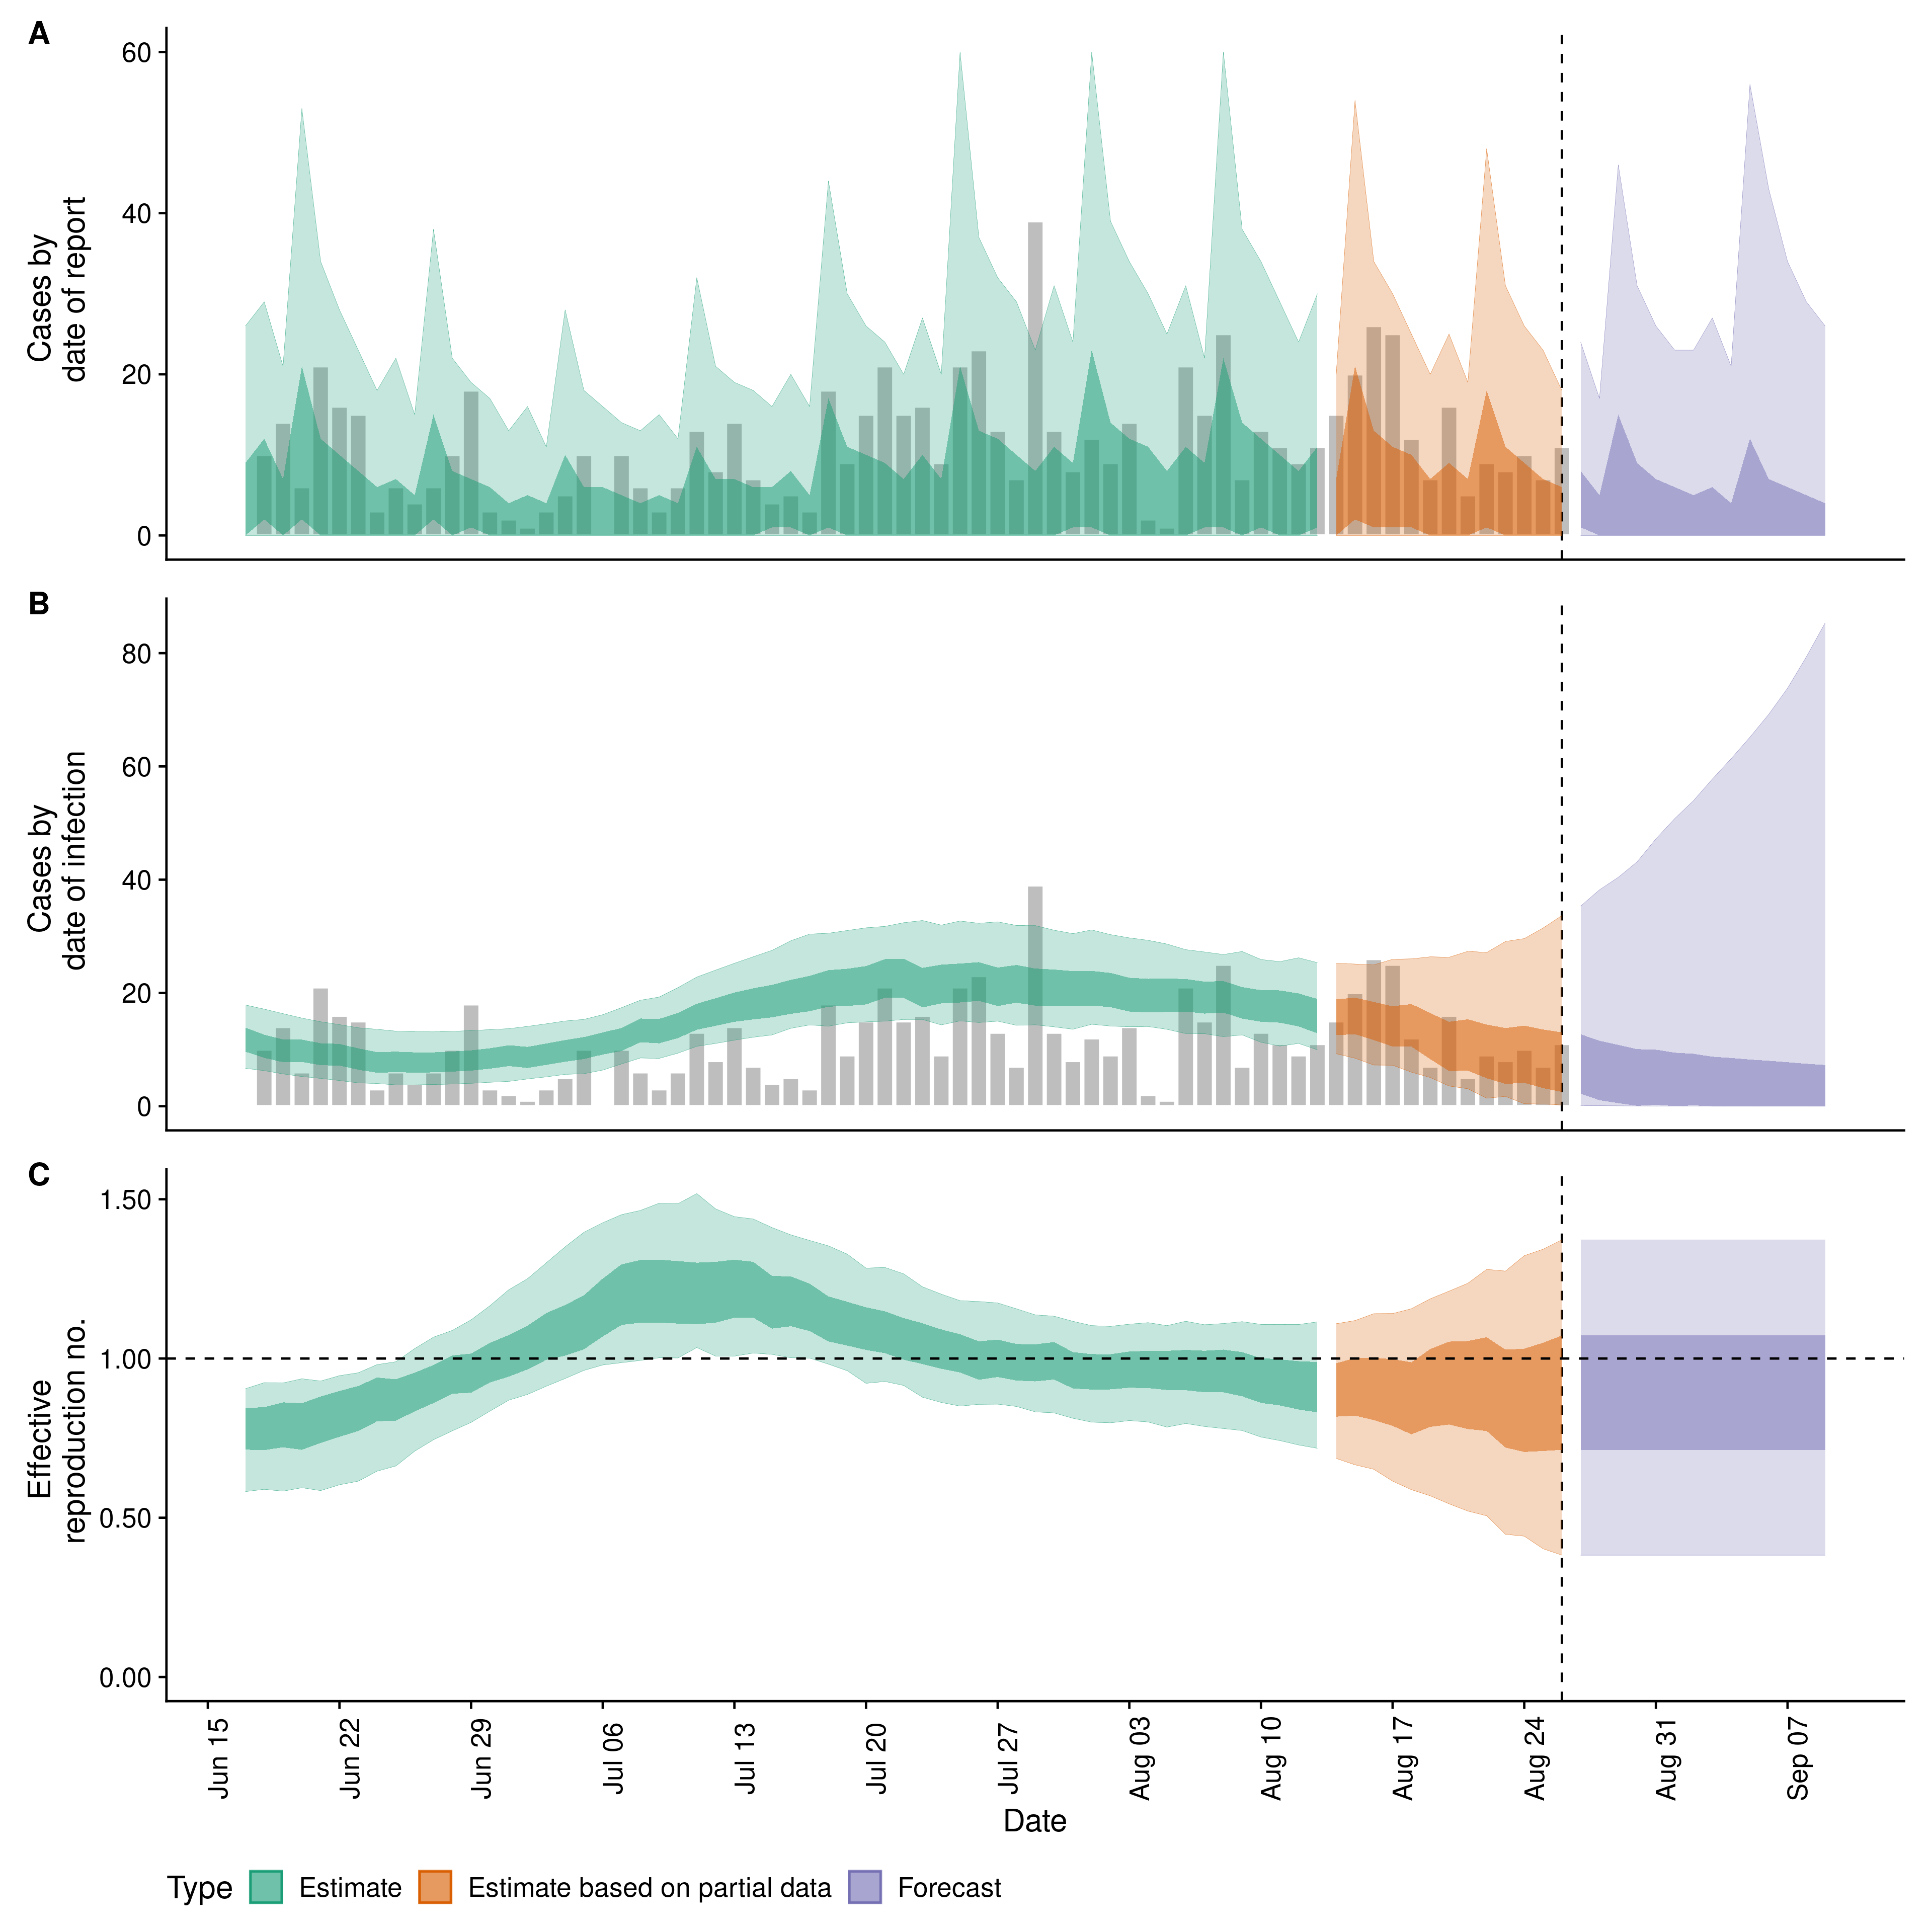 A
60
40
20
0
Cases by
date of report
B
80
60
40
20
0
Cases by
date of infection
C
1.50
1.00
0.50
0.00
Effective
reproduction no.
Jun 15
Jun 22
Jun 29
Jul 06
Jul 13
Jul 20
Jul 27
Aug 03
Aug 10
Aug 17
Aug 24
Aug 31
Sep 07
Date
Type Estimate Estimate based on partial data Forecast